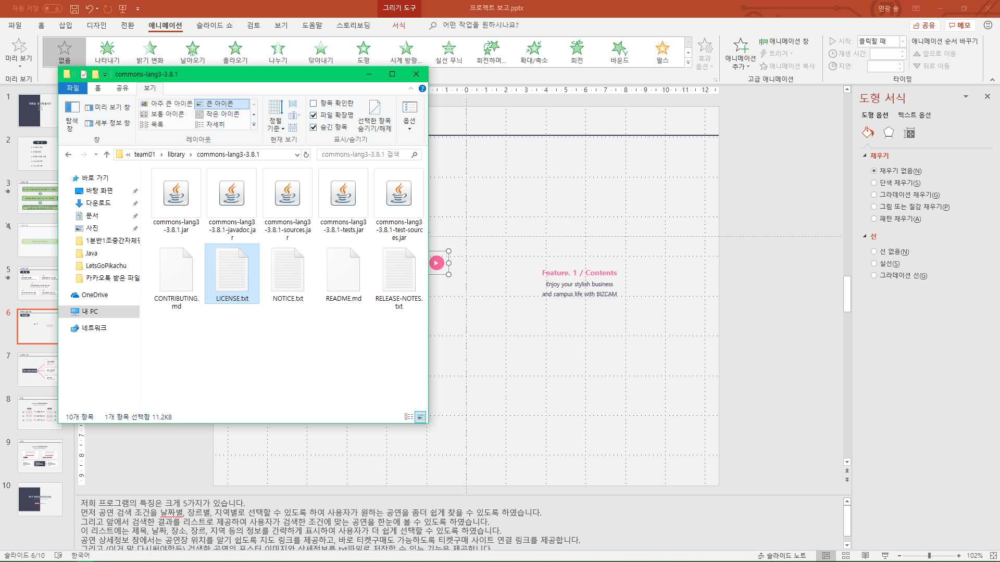 자동 저장 끔
그리기 도구
프로젝트 보고.pptx
민광 송
파일 홈 삽입 디자인 전환 애니메이션 슬라이드 쇼 검토 보기 도움말 스토리보딩 서식 어떤 작업을 원하시나요? 공유 메모
미리 보기
없음 나타내기 밝기 변화 날아오기 올라오기 나누기 닦아내기 도형 시계 방향... 실선 무늬 회전하며... 확대/축소 회전 바운드 펄스
효과
옵션
애니메이션
추가
애니메이션 창
트리거
애니메이션 복사
시작: 클릭할 때
재생 시간:
지연:
애니메이션 순서 바꾸기
앞으로 이동
뒤로 이동
미리 보기
고급 애니메이션
타이밍
commons-lang3-3.8.1
파일 홈 공유 보기
탐색
창
미리 보기 창
세부 정보 창
아주 큰 아이콘 큰 아이콘
보통 아이콘 작은 아이콘
목록 자세히
정렬
기준
항목 확인란
파일 확장명
숨긴 항목
선택한 항목
숨기기/해제
옵션
창 레이아웃 현재 보기 표시/숨기기
« team01 › library › commons-lang3-3.8.1
commons-lang3-3.8.1 검색
바로 가기
바탕 화면
다운로드
문서
사진
Java
LetsGoPikachu
카카오톡 받은 파일
OneDrive
내 PC
네트워크
commons-lang3
-3.8.1.jar
commons-lang3
-3.8.1-javadoc.ja
r
commons-lang3
-3.8.1-sources.ja
r
commons-lang3
-3.8.1-tests.jar
commons-lang3
-3.8.1-test-sourc
es.jar
CONTRIBUTING.
md
LICENSE.txt
NOTICE.txt
README.md
RELEASE-NOTES.
txt
10개 항목 1개 항목 선택함 11.2KB
1
2
3
4
5
6
7
8
9
10
PPT PRESENTATION
1 0 1 2 3 4 5 6 7 8 9 10 11 12
7
8
9
Feature. 1 / Contents
Enjoy your stylish business
and campus life with BIZCAM
도형 서식
도형 옵션 텍스트 옵션
채우기
채우기 없음(N)
단색 채우기(S)
그라데이션 채우기(G)
그림 또는 질감 채우기(P)
패턴 채우기(A)
선
선 없음(N)
실선(S)
그라데이션 선(G)
저희 프로그램의 특징은 크게 5가지가 있습니다.
먼저 공연 검색 조건을 날짜별, 장르별, 지역별로 선택할 수 있도록 하여 사용자가 원하는 공연을 좀더 쉽게 찾을 수 있도록 하였습니다.
그리고 앞에서 검색한 결과를 리스트로 제공하여 사용자가 검색한 조건에 맞는 공연을 한눈에 볼 수 있도록 하였습니다.
이 리스트에는 제목, 날짜, 장소, 장르, 지역 등의 정보를 간략하게 표시하여 사용자가 더 쉽게 선택할 수 있도록 하였습니다.
공연 상세정보 창에서는 공연장 위치를 알기 쉽도록 지도 링크를 제공하고, 바로 티켓구매도 가능하도록 티켓구매 사이트 연결 링크를 제공합니다.
그리고 (이거 말 다시써야함듯) 검색한 공연의 포스터 이미지와 상세정보를 txt파일로 저장할 수 있는 기능을 제공합니다.
슬라이드 6/10 한국어 슬라이드 노트 102%